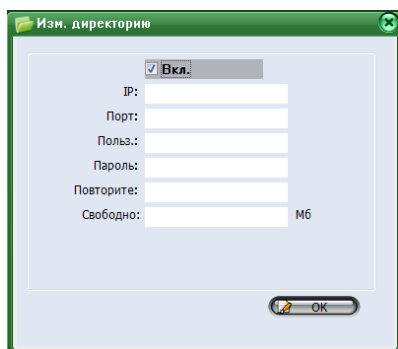 Изм. директорию
Вкл.
IP:
Порт:
Польз.:
Пароль:
Повторите:
Свободно: Мб
OK